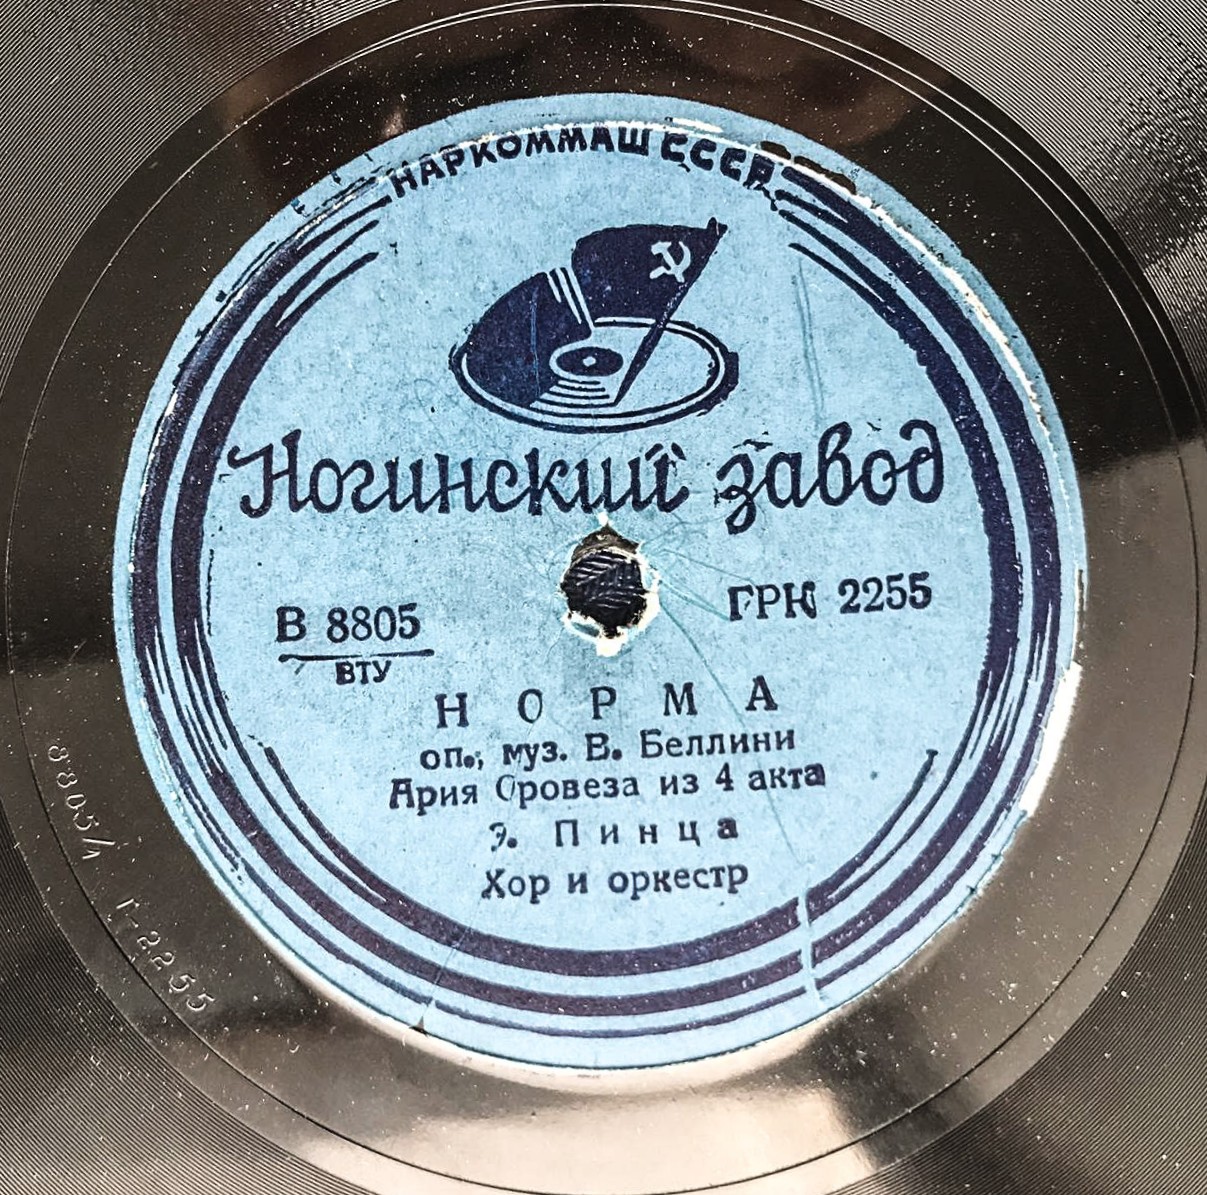 НАРКОММАШ СССР
Ногинский завод
В 8805
ВТУ
ГРК 2255
НОРМА
оп., муз. В. Беллини
Ария Оровеза из 4 акта
Э. Пинца
Хор и оркестр
8805/1
Г-2255